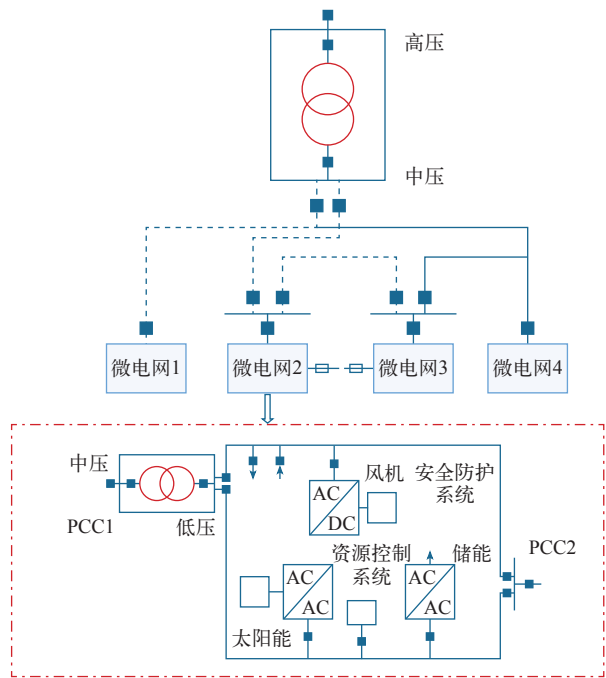 高压
中压
微电网1
微电网2
微电网3
微电网4
中压
PCC1
低压
AC
DC
风机
安全防护
系统
AC
AC
太阳能
资源控制
系统
储能
AC
AC
PCC2